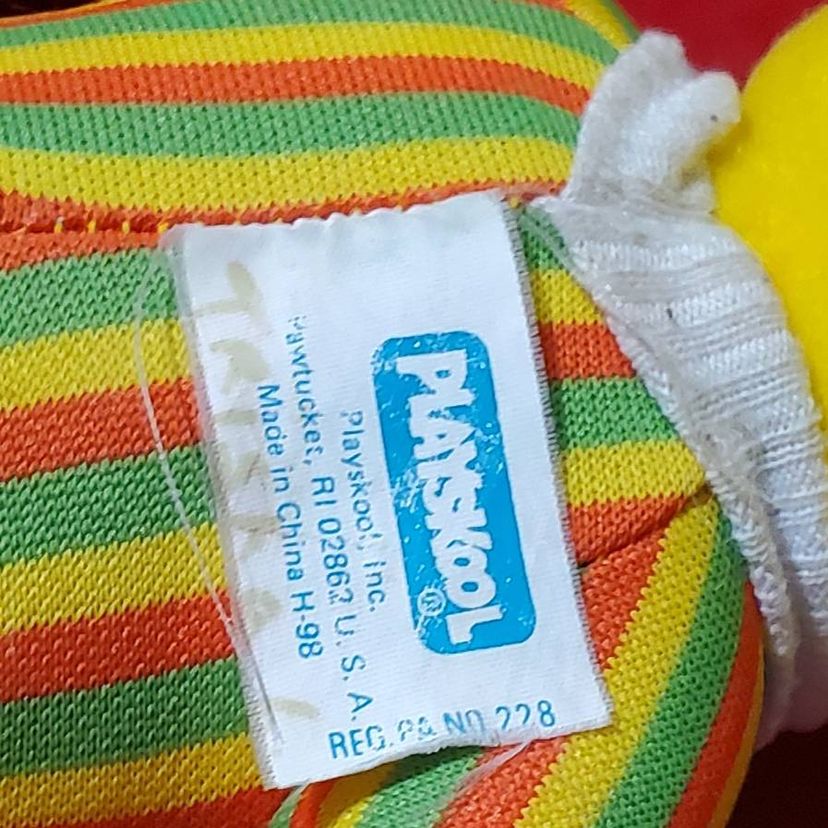 PLAYSKOOL®
Playskool, Inc.
Pawtucket, RI 02862 U. S. A.
Made in China H-98
REG. PA NO. 228